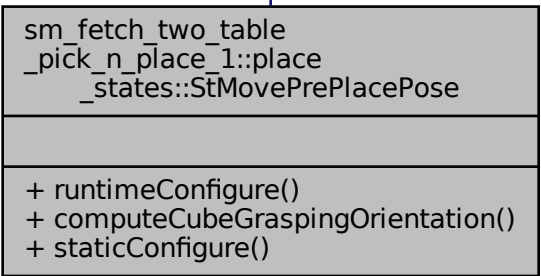 sm_fetch_two_table
_pick_n_place_1::place
_states::StMovePrePlacePose
+ runtimeConfigure()
+ computeCubeGraspingOrientation()
+ staticConfigure()